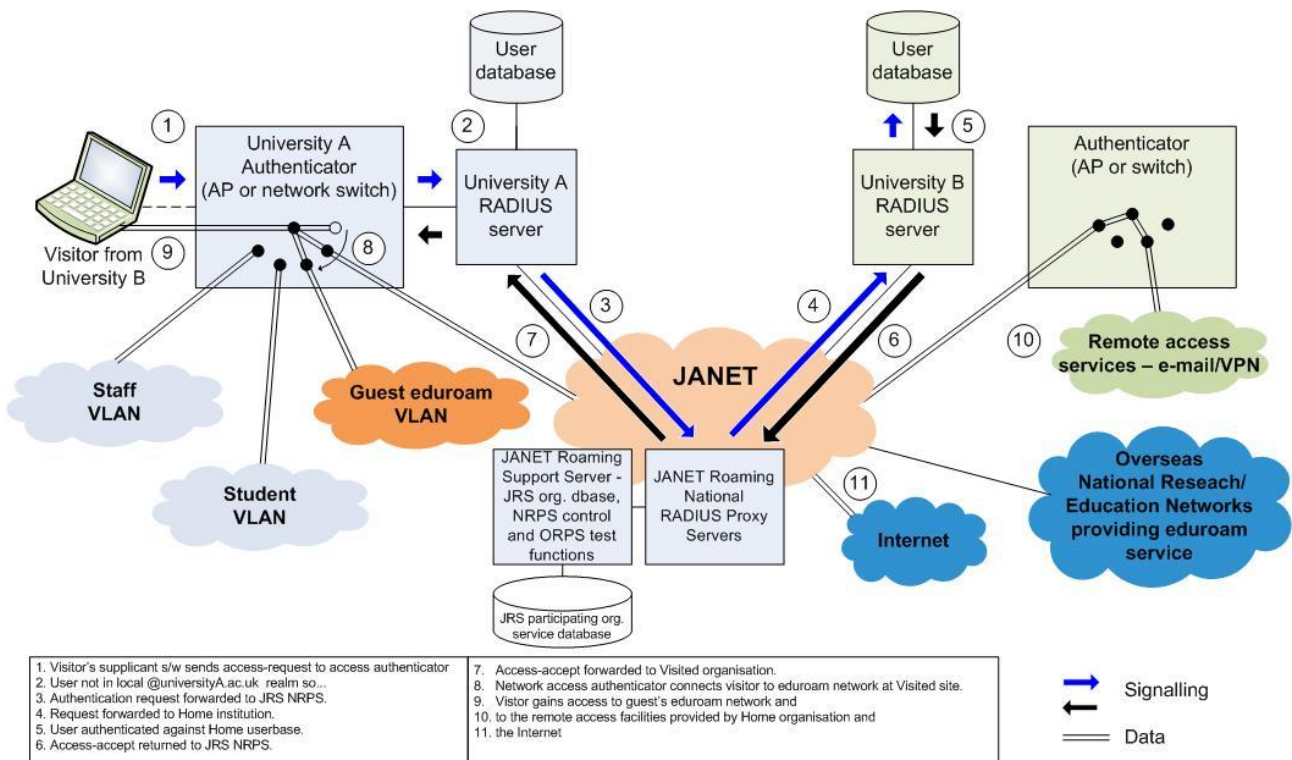 User
database
User
database
1
2
5
University A
Authenticator
(AP or network switch)
University A
RADIUS
server
University B
RADIUS
server
Authenticator
(AP or switch)
Visitor from
University B
9
8
3
4
7
6
10
Remote access
services – e-mail/VPN
JANET
Staff
VLAN
Guest eduroam
VLAN
Student
VLAN
JANET Roaming
Support Server -
JRS org. dbase,
NRPS control
and ORPS test
functions
JANET Roaming
National
RADIUS Proxy
Servers
11
Internet
Overseas
National Reseach/
Education Networks
providing eduroam
service
JRS participating org.
service database
1. Visitor's supplicant s/w sends access-request to access authenticator
2. User not in local @universityA.ac.uk realm so...
3. Authentication request forwarded to JRS NRPS.
4. Request forwarded to Home institution.
5. User authenticated against Home userbase.
6. Access-accept returned to JRS NRPS.
7. Access-accept forwarded to Visited organisation.
8. Network access authenticator connects visitor to eduroam network at Visited site.
9. Vistor gains access to guest's eduroam network and
10. to the remote access facilities provided by Home organisation and
11. the Internet
Signalling
Data